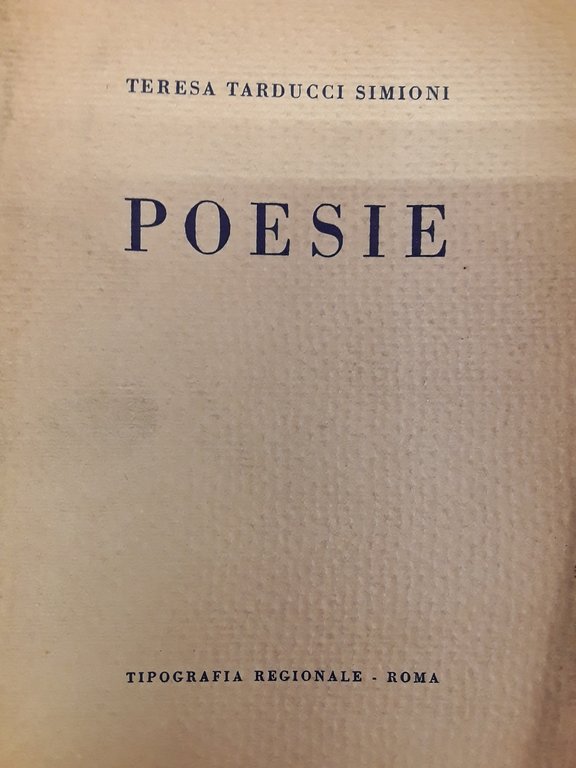 TERESA TARDUCCI SIMIONI
POESIE
TIPOGRAFIA REGIONALE - ROMA